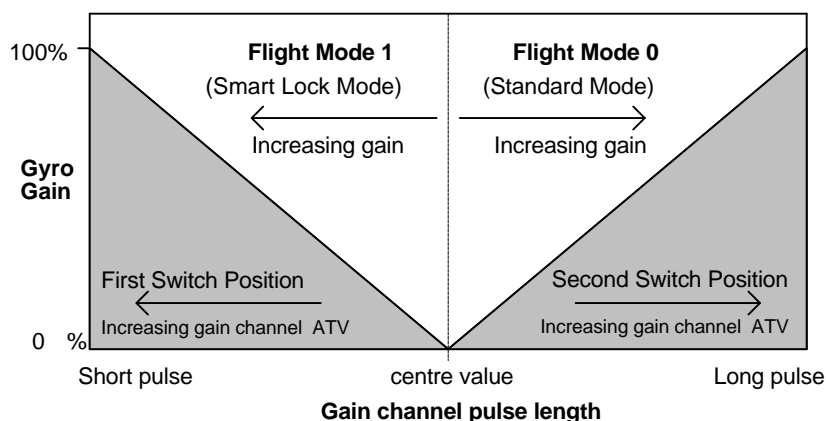 Flight Mode 1
(Smart Lock Mode)
Increasing gain
Flight Mode 0
(Standard Mode)
Increasing gain
100%
Gyro
Gain
First Switch Position
Increasing gain channel ATV
Second Switch Position
Increasing gain channel ATV
0 %
Short pulse
centre value
Long pulse
Gain channel pulse length